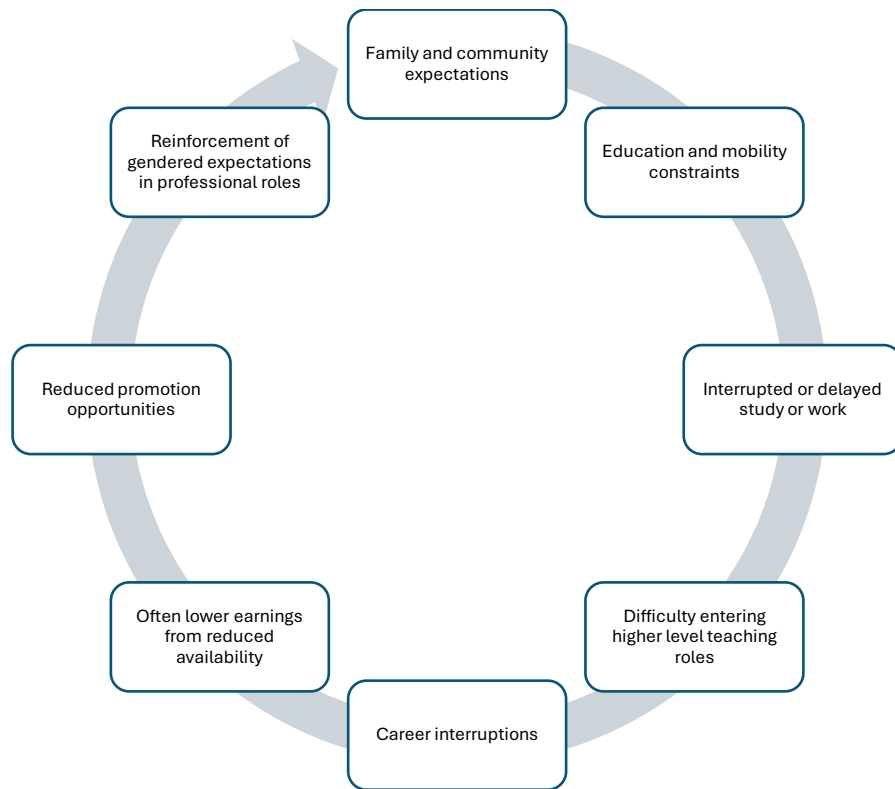 Family and community
expectations
Education and mobility
constraints
Interrupted or delayed
study or work
Difficulty entering
higher level teaching
roles
Career interruptions
Often lower earnings
from reduced
availability
Reduced promotion
opportunities
Reinforcement of
gendered expectations
in professional roles